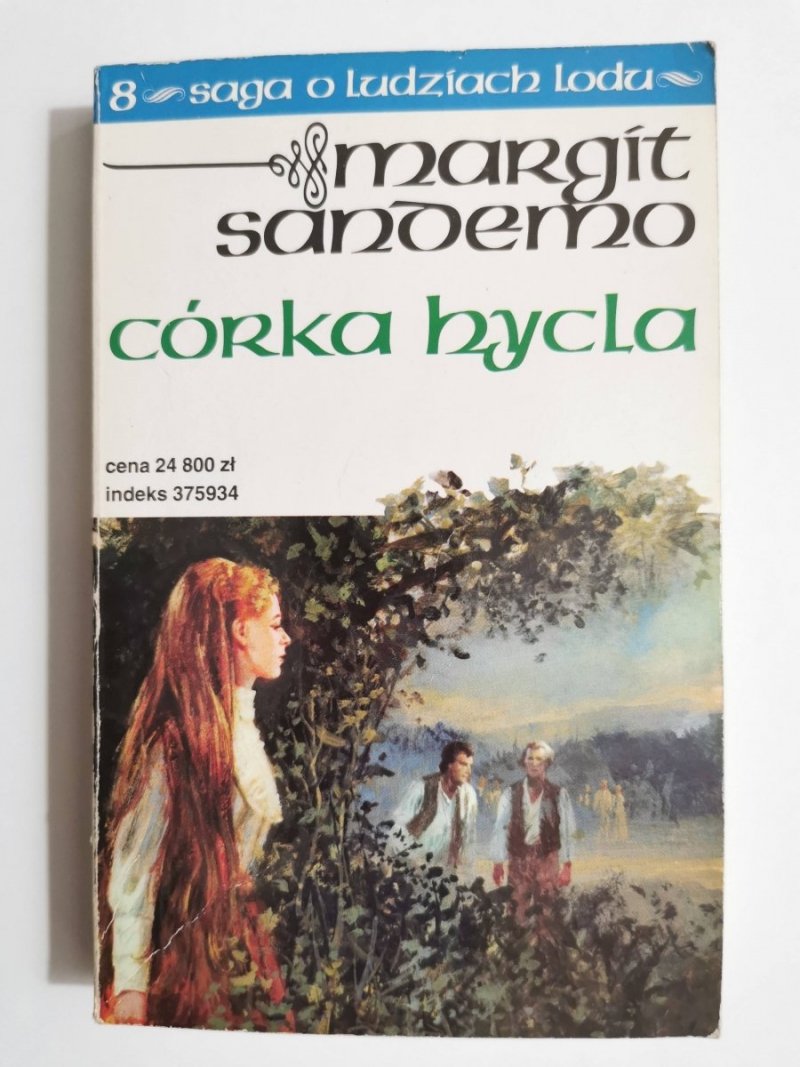 8 saga o ludziach lodu
margit
sandemo
córka hycla
cena 24 800 zł
indeks 375934